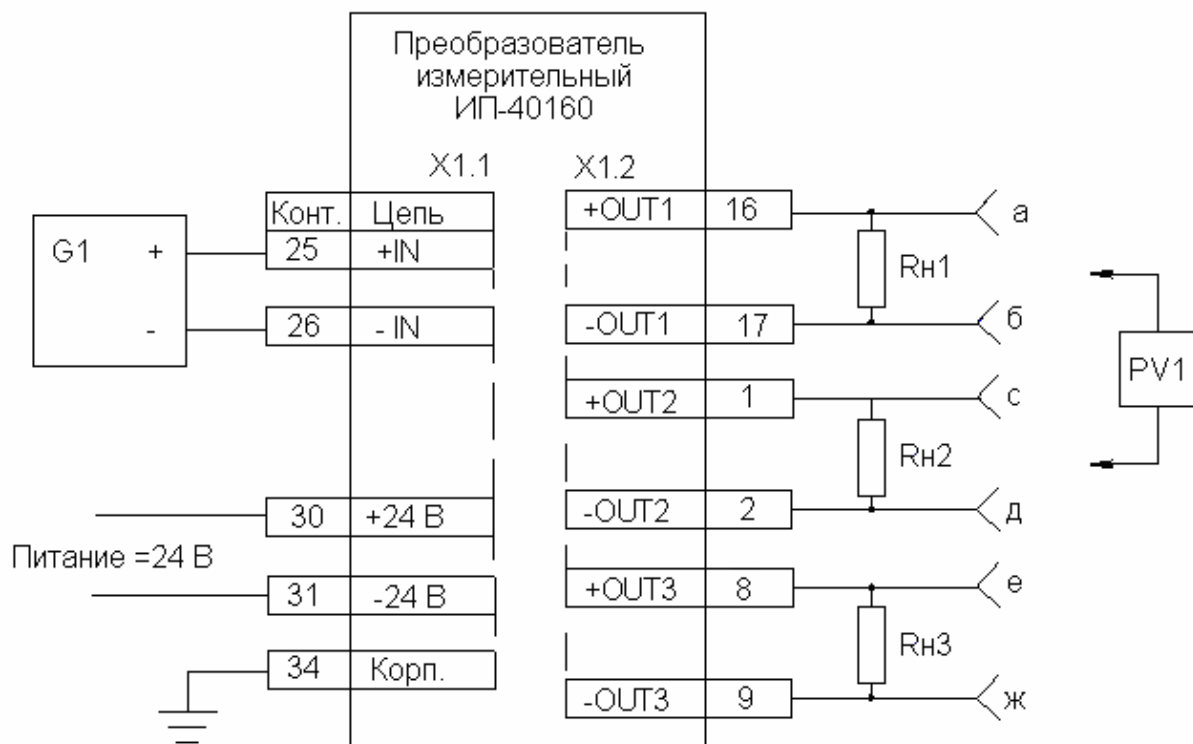 Преобразователь
измерительный
ИП-40160
X1.1
X1.2
Конт. Цепь
+OUT1 16
а
G1
+
25 +IN
Rн1
-
26 - IN
-OUT1 17
б
PV1
+OUT2 1
с
Rн2
30 +24 В
-OUT2 2
д
Питание =24 В
31 -24 В
+OUT3 8
е
34 Корп.
Rн3
-OUT3 9
ж